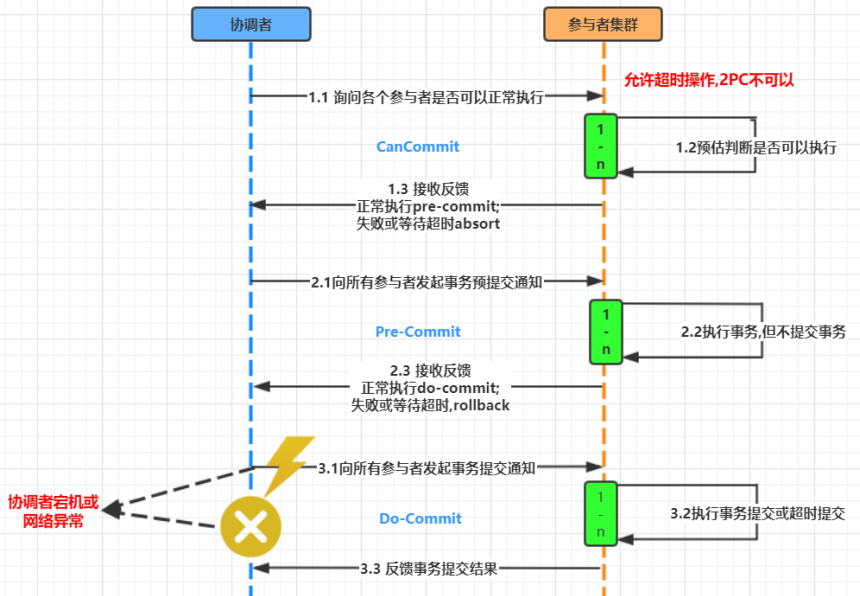 协调者
参与者集群
允许超时操作,2PC不可以
1.1 询问各个参与者是否可以正常执行
1
-
n
CanCommit
1.2预估判断是否可以执行
1.3 接收反馈
正常执行pre-commit;
失败或等待超时absort
2.1向所有参与者发起事务预提交通知
1
-
n
Pre-Commit
2.2执行事务,但不提交事务
2.3 接收反馈
正常执行do-commit;
失败或等待超时,rollback
3.1向所有参与者发起事务提交通知
协调者宕机或
网络异常
1
-
n
Do-Commit
3.2执行事务提交或超时提交
3.3 反馈事务提交结果